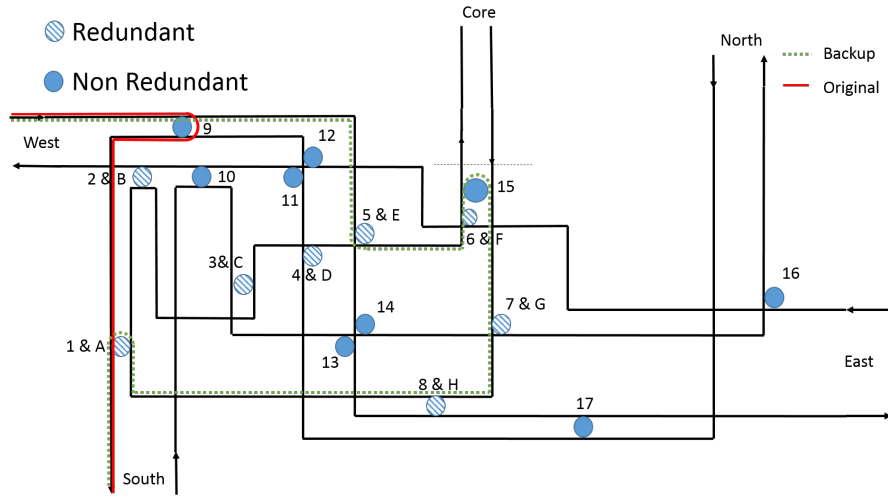 Redundant
Non Redundant
Core
North
Backup
Original
West
9
12
2 & B
10
11
15
5 & E
6 & F
3& C
4 & D
16
14
7 & G
1 & A
13
East
8 & H
17
South